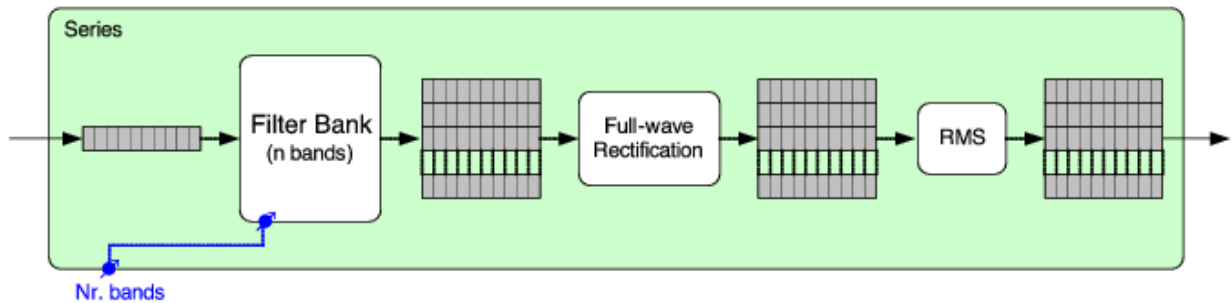 Series
Filter Bank
(n bands)
Full-wave
Rectification
RMS
Nr. bands